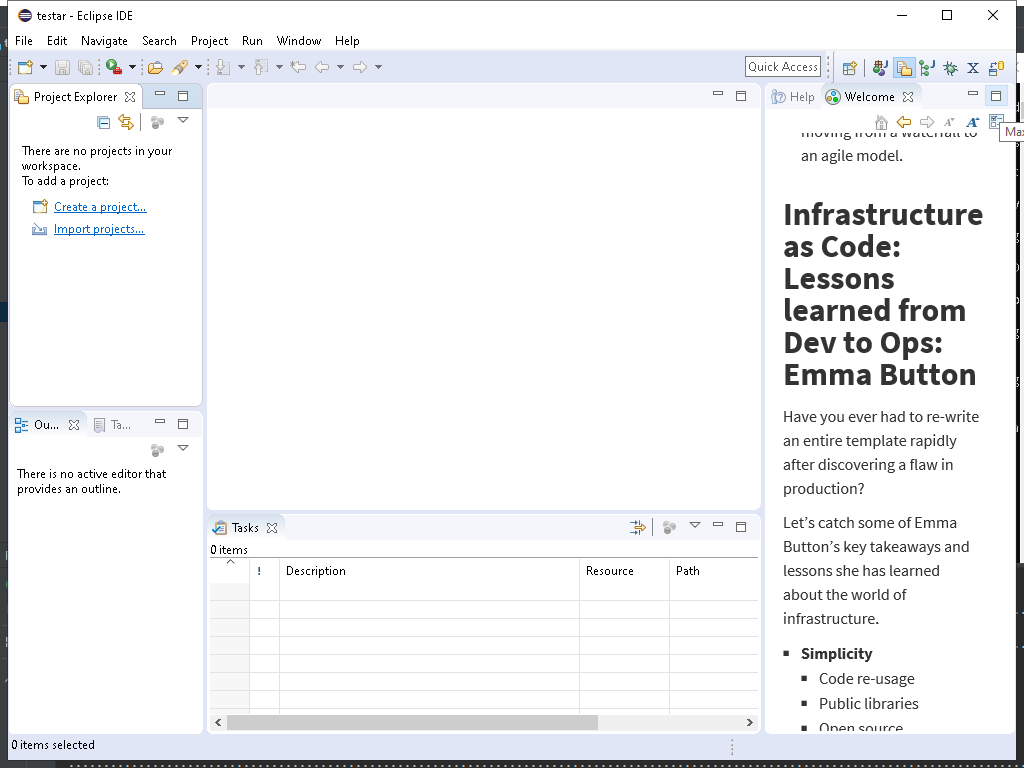 testar - Eclipse IDE
File Edit Navigate Search Project Run Window Help
Quick Access
Project Explorer
There are no projects in your
workspace.
To add a project:
Create a project...
Import projects...
Ou...
Ta...
There is no active editor that
provides an outline.
Tasks
0 items
! Description Resource Path
0 items selected
Help
Welcome
Max
moving from a waterfall to
an agile model.
Infrastructure
as Code:
Lessons
learned from
Dev to Ops:
Emma Button
Have you ever had to re-write
an entire template rapidly
after discovering a flaw in
production?
Let’s catch some of Emma
Button’s key takeaways and
lessons she has learned
about the world of
infrastructure.
▪ Simplicity
▪ Code re-usage
▪ Public libraries
▪ Open source